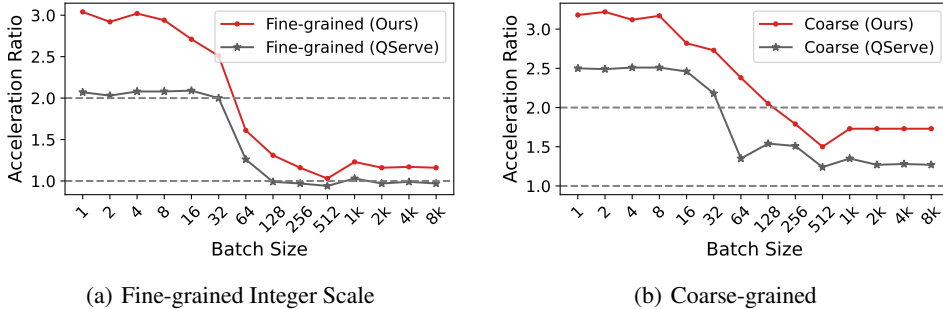 Acceleration Ratio
3.0
2.5
2.0
1.5
1.0
Fine-grained (Ours)
Fine-grained (QServe)
1 2 4 8 16 32 64 128 256 512 1k 2k 4k 8k
Batch Size
(a) Fine-grained Integer Scale
Acceleration Ratio
3.0
2.5
2.0
1.5
1.0
Coarse (Ours)
Coarse (QServe)
1 2 4 8 16 32 64 128 256 512 1k 2k 4k 8k
Batch Size
(b) Coarse-grained